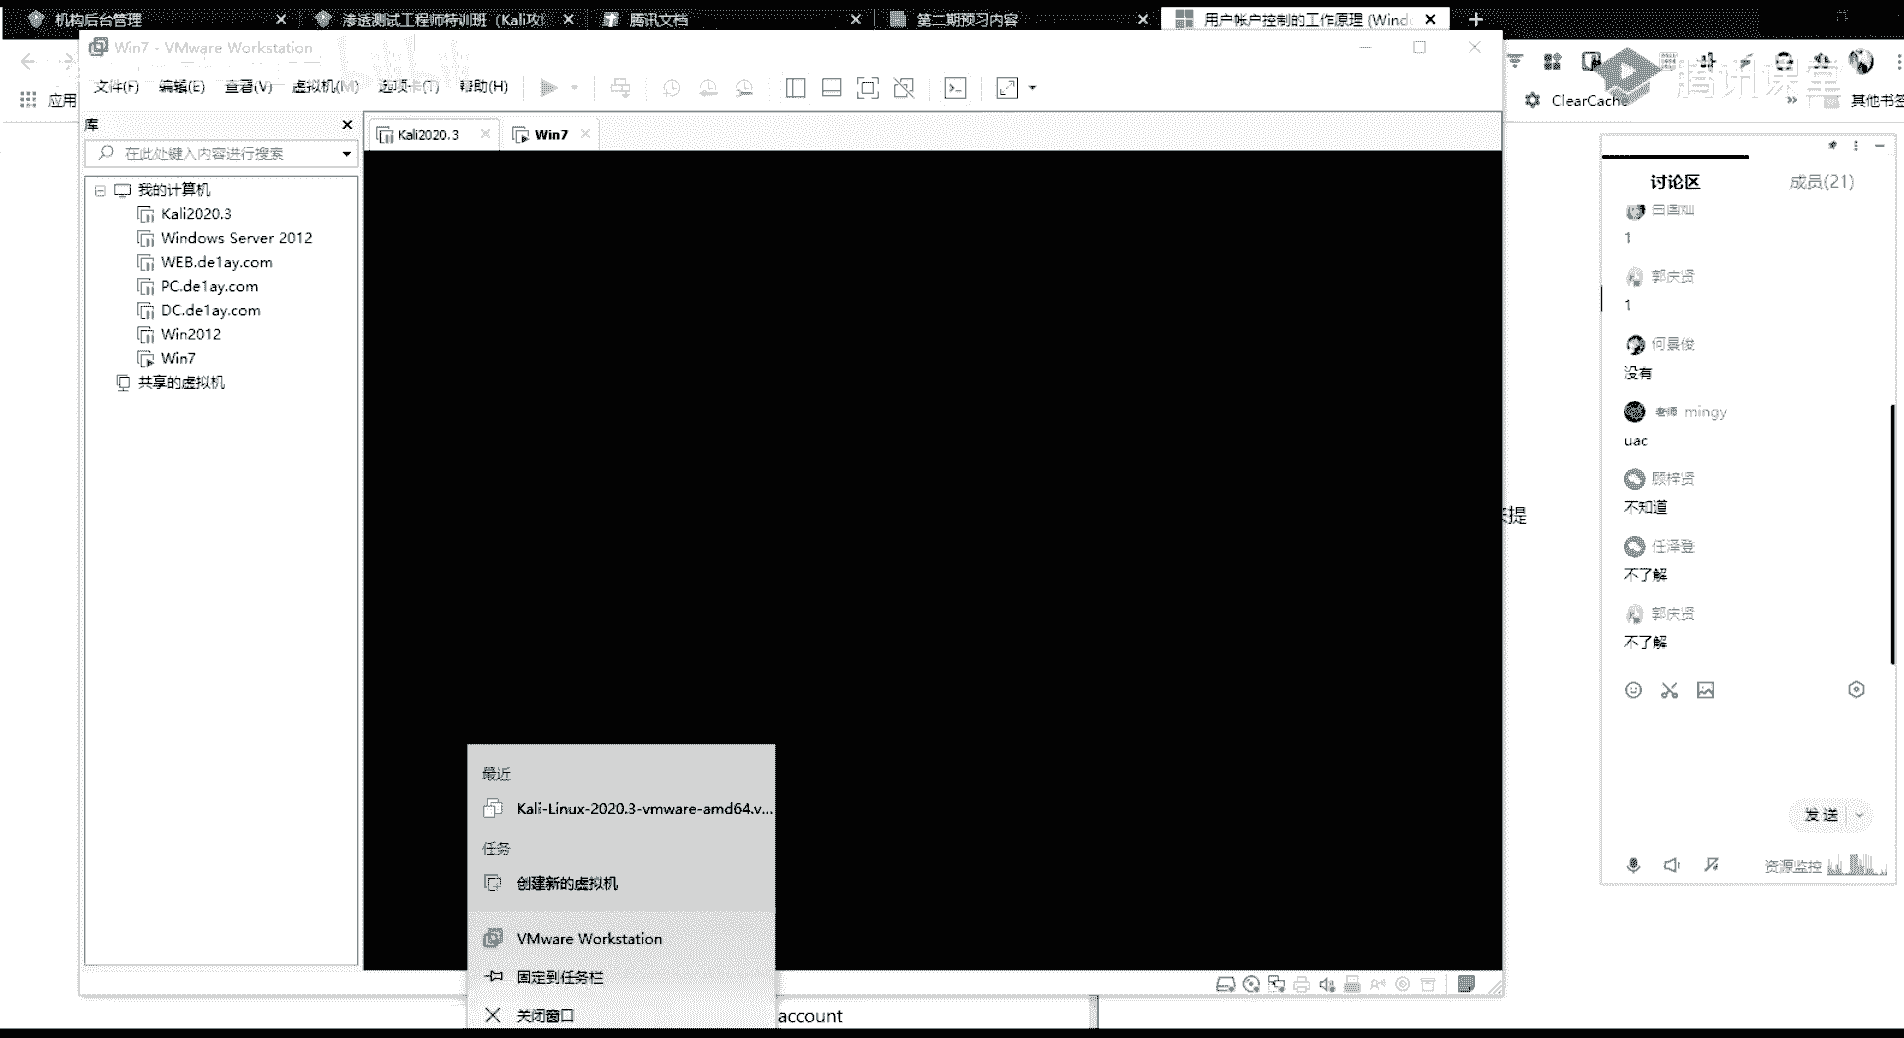 机构后台管理
渗透测试工程师特训班（Kali攻
腾讯文档
第二期预习内容
用户帐户控制的工作原理 (Wind
Win7 - VMware Workstation
文件(F) 编辑(E) 查看(V) 虚拟机(M) 选项卡(T) 帮助(H)
腾讯课堂
应用
ClearCache
»
其他书签
库
Kali2020.3
Win7
在此处键入内容进行搜索
我的计算机
Kali2020.3
Windows Server 2012
WEB.de1ay.com
PC.de1ay.com
DC.de1ay.com
Win2012
Win7
共享的虚拟机
来提
最近
Kali-Linux-2020.3-vmware-amd64.v...
任务
创建新的虚拟机
VMware Workstation
固定到任务栏
关闭窗口
account
讨论区
成员(21)
1
郭庆贤
1
何景俊
没有
老师 mingy
uac
顾梓贤
不知道
任泽登
不了解
郭庆贤
不了解
发送
资源监控